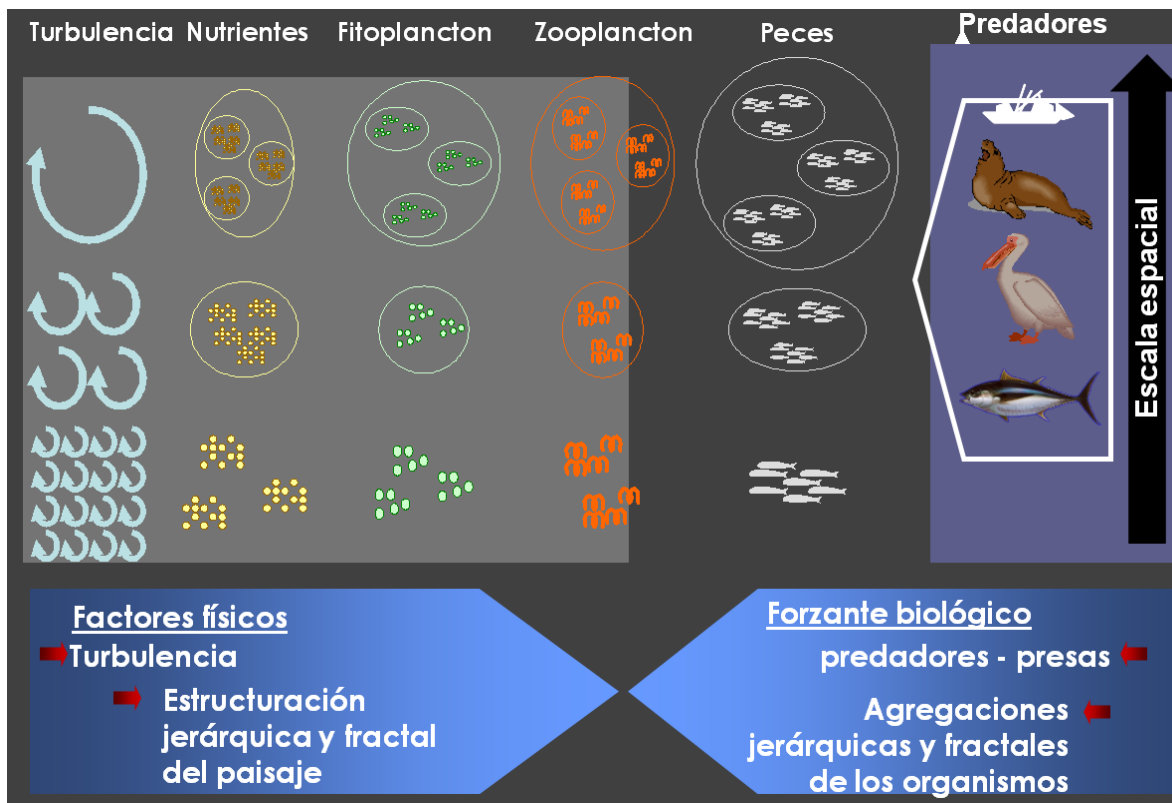 Turbulencia Nutrientes Fitoplancton Zooplancton Peces Predadores
Escala espacial
Factores físicos
Turbulencia
Estructuración
jerárquica y fractal
del paisaje
Forzante biológico
predadores - presas
Agregaciones
jerárquicas y fractales
de los organismos